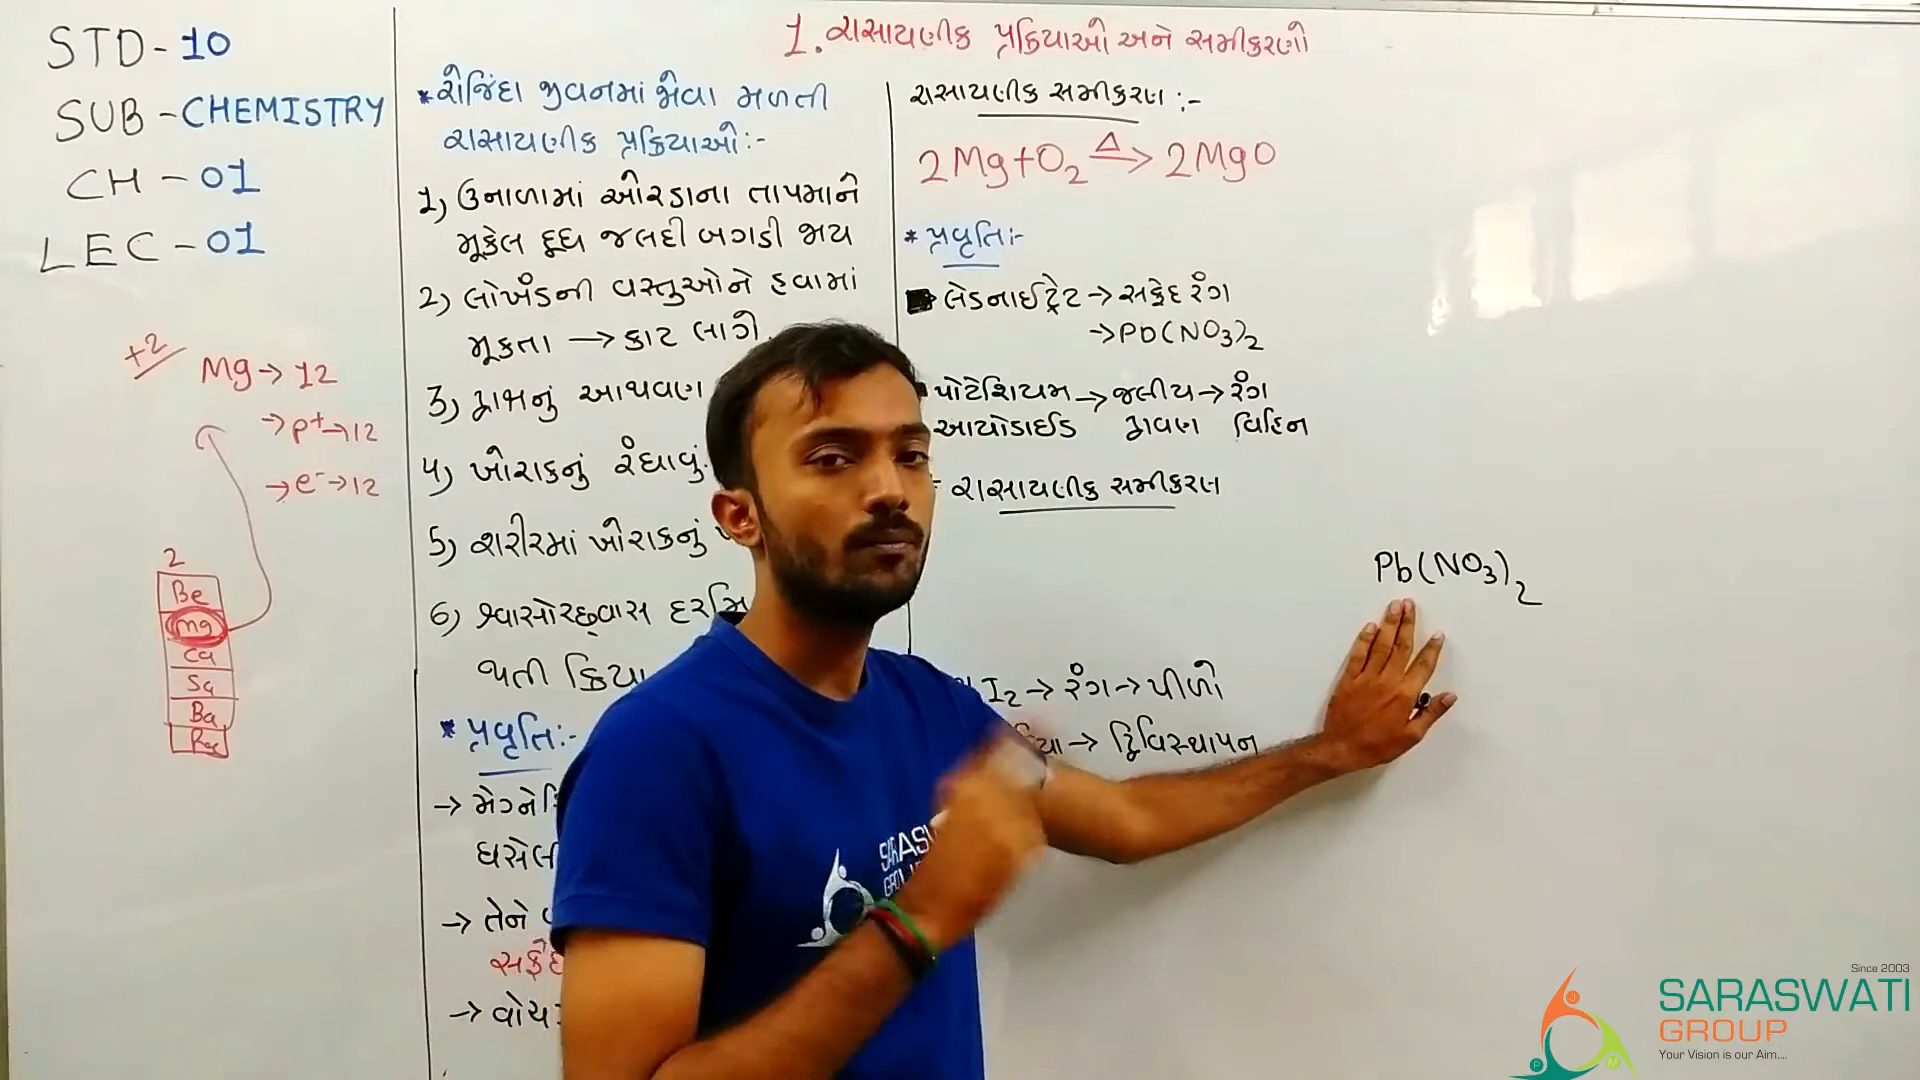 1. રાસાયણીક પ્રક્રિયાઓ અને સમીકરણો
STD - 10
SUB - CHEMISTRY
CH - 01
LEC - 01
+2
Mg → 12
→ p+ → 12
→ e- → 12
2
Be
Mg
Ca
Sa
Ba
Ra
* રોજિંદા જીવનમાં જોવા મળતી
રાસાયણીક પ્રક્રિયાઓ:-
1) ઉનાળામાં ઓરડાના તાપમાને
મૂકેલ દૂધ જલદી બગડી જાય
2) લોખંડની વસ્તુઓને હવામાં
મૂકતા → કાટ લાગે.
3) દ્રાક્ષનું આથવણ
4) ખોરાકનું રંધાવું.
5) શરીરમાં ખોરાકનું
6) શ્વાસોચ્છ્વાસ
થતી ક્રિયા
* પ્રવૃતિ:-
→
→ તેને
→
રાસાયણીક સમીકરણ :-
2Mg + O2 △→ 2MgO
* પ્રવૃતિ:-
લેડનાઈટ્રેટ → સફેદ રંગ
→ Pb(NO3)2
પોટેશિયમ → જલીય → રંગ
આયોડાઈડ દ્રાવણ વિહિન
રાસાયણીક સમીકરણ
I2 → રંગ → પીળો
→ દ્વિવિસ્થાપન
Pb(NO3)2
SARASW
GRO
Since 2003
SARASWATI
GROUP
Your Vision is our Aim....
J
P
M